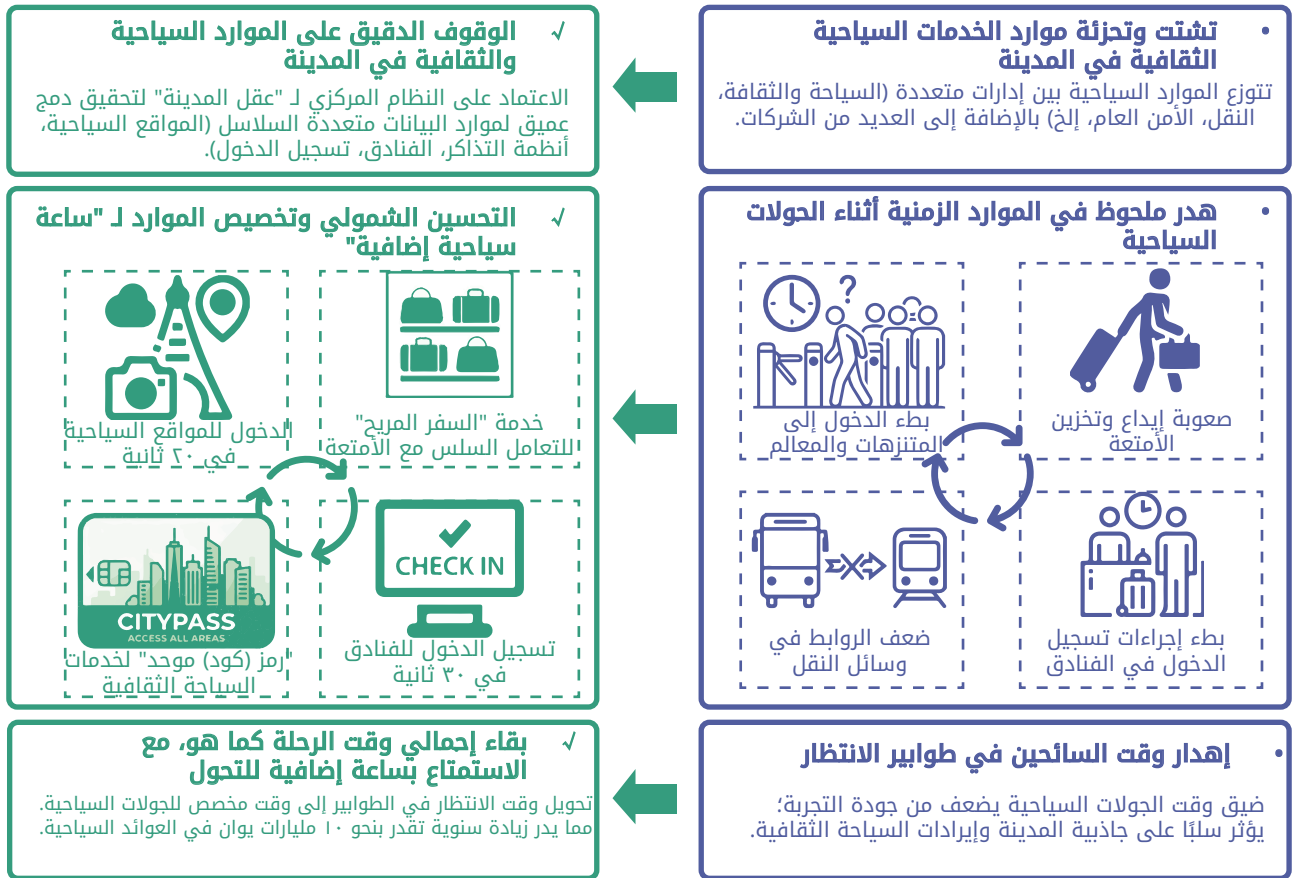 • تشتت وتجزئة موارد الخدمات السياحية
الثقافية في المدينة
تتوزع الموارد السياحية بين إدارات متعددة (السياحة والثقافة،
النقل، الأمن العام، إلخ) بالإضافة إلى العديد من الشركات.
√ الوقوف الدقيق على الموارد السياحية
والثقافية في المدينة
الاعتماد على النظام المركزي لـ "عقل المدينة" لتحقيق دمج
عميق لموارد البيانات متعددة السلاسل (المواقع السياحية،
أنظمة التذاكر، الفنادق، تسجيل الدخول).
• هدر ملحوظ في الموارد الزمنية أثناء الجولات
السياحية
صعوبة إيداع وتخزين
الأمتعة
?
بطء الدخول إلى
المتنزهات والمعالم
بطء إجراءات تسجيل
الدخول في الفنادق
ضعف الروابط في
وسائل النقل
√ التحسين الشمولي وتخصيص الموارد لـ "ساعة
سياحية إضافية"
خدمة "السفر المريح"
للتعامل السلس مع الأمتعة
الدخول للمواقع السياحية
في ٢٠ ثانية
CHECK IN
تسجيل الدخول للفنادق
في ٣٠ ثانية
CITYPASS
ACCESS ALL AREAS
"رمز (كود) موحد" لخدمات
السياحة الثقافية
• إهدار وقت السائحين في طوابير الانتظار
ضيق وقت الجولات السياحية يضعف من جودة التجربة؛
يؤثر سلبًا على جاذبية المدينة وإيرادات السياحة الثقافية.
√ بقاء إجمالي وقت الرحلة كما هو، مع
الاستمتاع بساعة إضافية للتجول
تحويل وقت الانتظار في الطوابير إلى وقت مخصص للجولات السياحية.
مما يدر زيادة سنوية تقدر بنحو ١٠ مليارات يوان في العوائد السياحية.